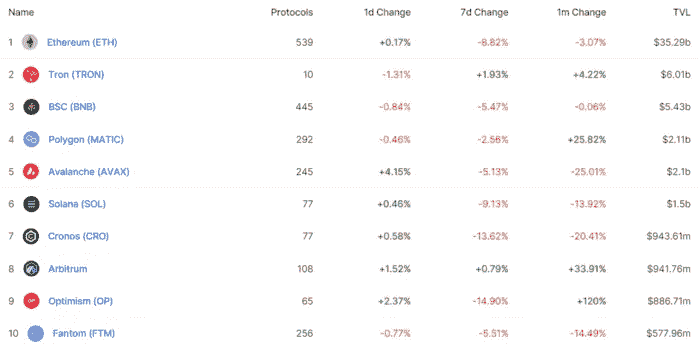 Name Protocols 1d Change 7d Change 1m Change TVL
1 Ethereum (ETH) 539 +0.17% -8.82% -3.07% $35.29b
2 Tron (TRON) 10 -1.31% +1.93% +4.22% $6.01b
3 BSC (BNB) 445 -0.84% -5.47% -0.06% $5.43b
4 Polygon (MATIC) 292 -0.46% -2.56% +25.82% $2.11b
5 Avalanche (AVAX) 245 +4.15% -5.13% -25.01% $2.1b
6 Solana (SOL) 77 +0.46% -9.13% -13.92% $1.5b
7 Cronos (CRO) 77 +0.58% -13.62% -20.41% $943.61m
8 Arbitrum 108 +1.52% +0.79% +33.91% $941.76m
9 Optimism (OP) 65 +2.37% -14.90% +120% $886.71m
10 Fantom (FTM) 256 -0.77% -5.51% -14.49% $577.96m